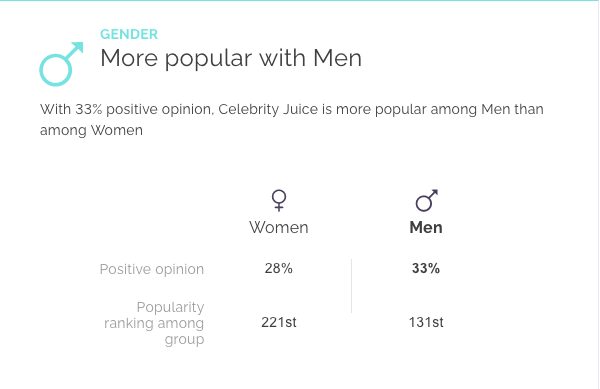 GENDER
More popular with Men
With 33% positive opinion, Celebrity Juice is more popular among Men than
among Women
Women
Men
Positive opinion
28%
33%
Popularity
ranking among
group
221st
131st